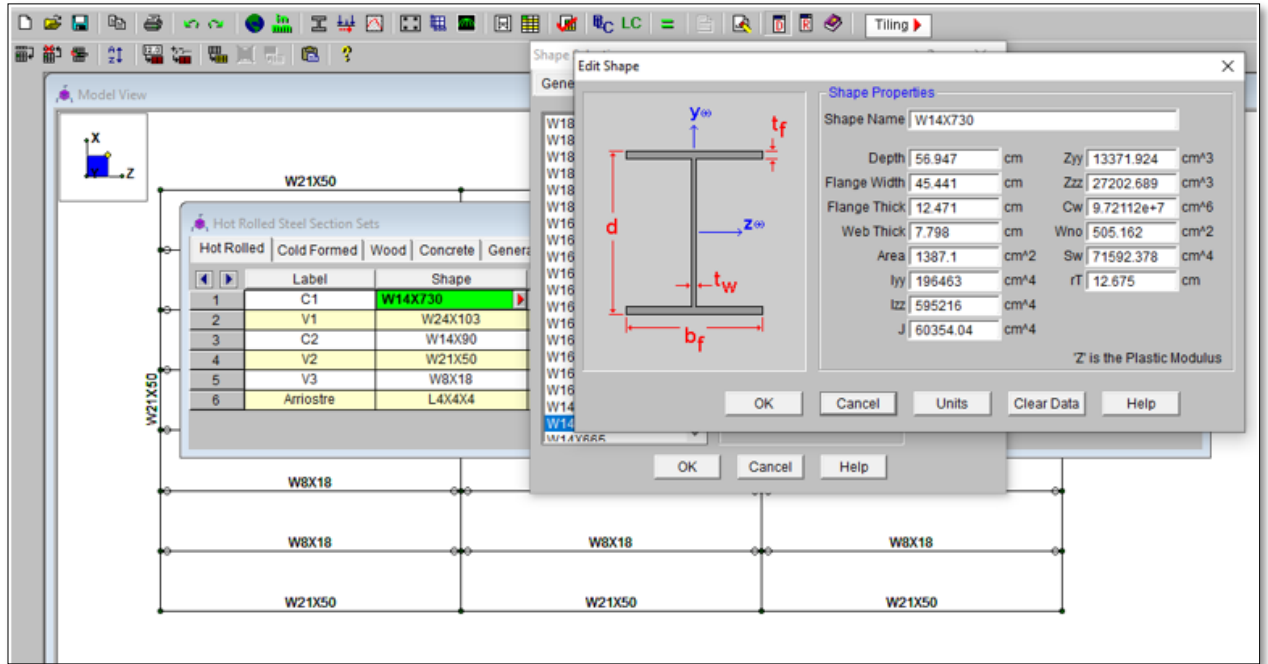 in
LC
=
D
R
Tiling
Model View
X
Y
Z
W21X50
W21X50
W8X18
W8X18
W8X18
W8X18
W21X50
W21X50
W21X50
Hot Rolled Steel Section Sets
Hot Rolled
Cold Formed
Wood
Concrete
Genera
Label Shape
1 C1 W14X730
2 V1 W24X103
3 C2 W14X90
4 V2 W21X50
5 V3 W8X18
6 Arriostre L4X4X4
Shape
Gene
W18
W18
W18
W18
W18
W18
W16
W16
W16
W16
W16
W16
W16
W16
W16
W16
W16
W14
W14
W14X665
OK Cancel Help
Edit Shape
y
z
tf
d
tw
bf
Shape Properties
Shape Name W14X730
Depth 56.947 cm Zyy 13371.924 cm^3
Flange Width 45.441 cm Zzz 27202.689 cm^3
Flange Thick 12.471 cm Cw 9.72112e+7 cm^6
Web Thick 7.798 cm Wno 505.162 cm^2
Area 1387.1 cm^2 Sw 71592.378 cm^4
Iyy 196463 cm^4 rT 12.675 cm
Izz 595216 cm^4
J 60354.04 cm^4
'Z' is the Plastic Modulus
OK Cancel Units Clear Data Help